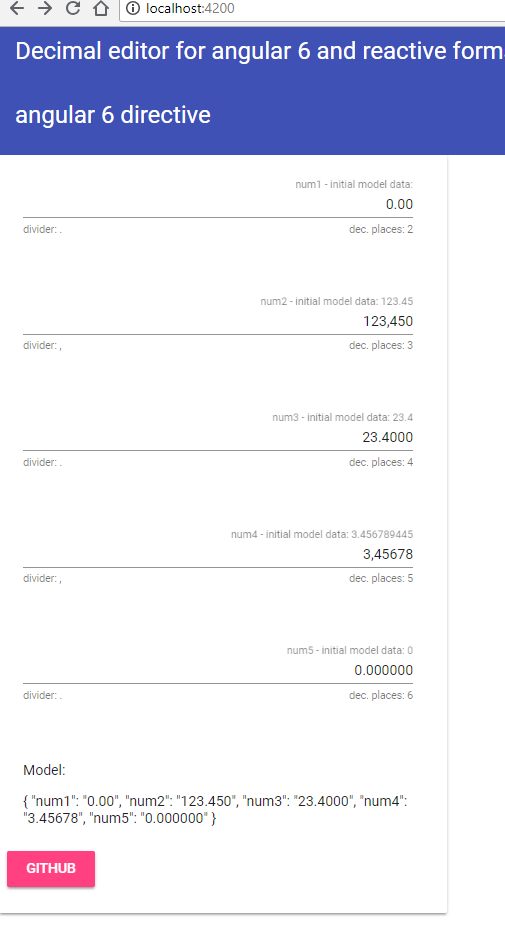 localhost:4200
Decimal editor for angular 6 and reactive form
angular 6 directive
num1 - initial model data:
0.00
divider: . dec. places: 2
num2 - initial model data: 123.45
123,450
divider: , dec. places: 3
num3 - initial model data: 23.4
23.4000
divider: . dec. places: 4
num4 - initial model data: 3.456789445
3,45678
divider: , dec. places: 5
num5 - initial model data: 0
0.000000
divider: . dec. places: 6
Model:
{ "num1": "0.00", "num2": "123.450", "num3": "23.4000", "num4":
"3.45678", "num5": "0.000000" }
GITHUB